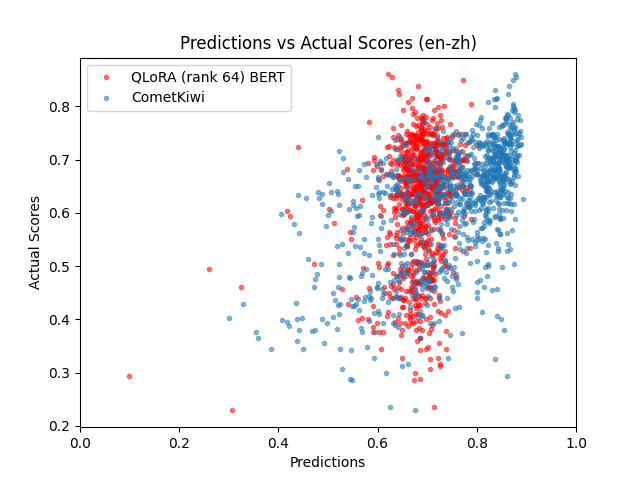 Predictions vs Actual Scores (en-zh)
QLoRA (rank 64) BERT
CometKiwi
Actual Scores
0.8
0.7
0.6
0.5
0.4
0.3
0.2
0.0 0.2 0.4 0.6 0.8 1.0
Predictions